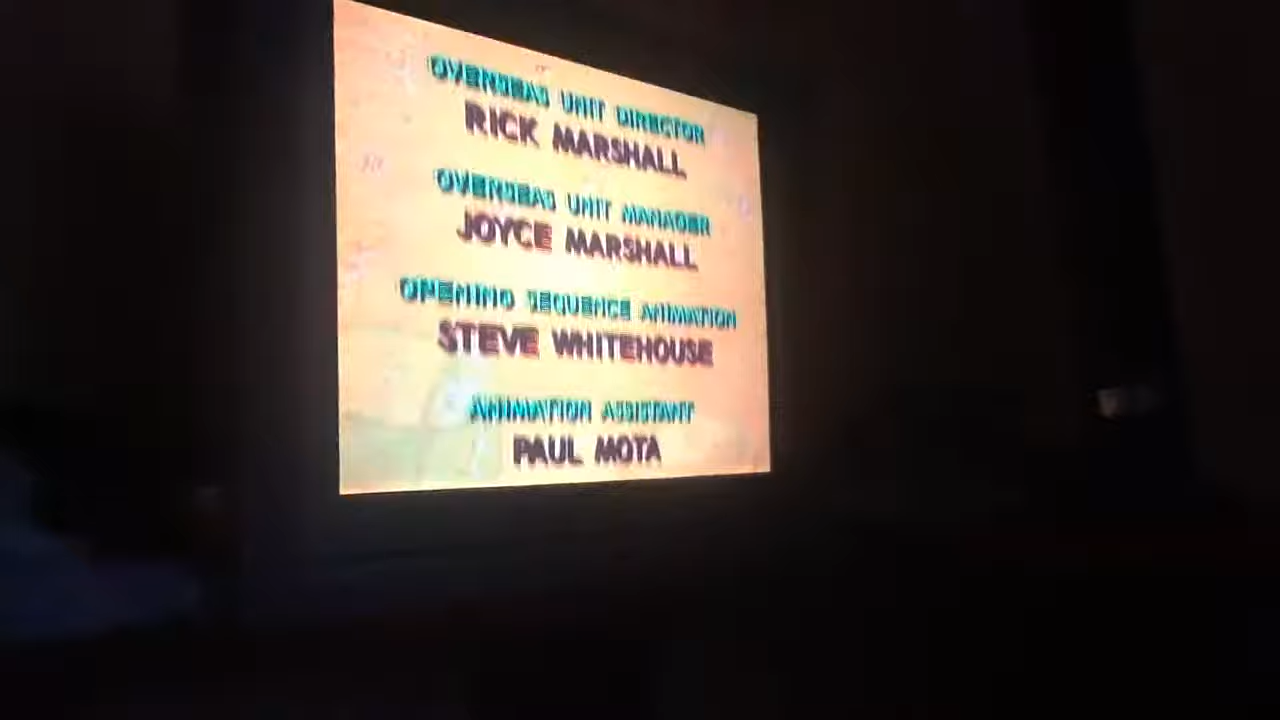 OVERSEAS UNIT DIRECTOR
RICK MARSHALL
OVERSEAS UNIT MANAGER
JOYCE MARSHALL
OPENING SEQUENCE ANIMATION
STEVE WHITEHOUSE
ANIMATION ASSISTANT
PAUL MOTA